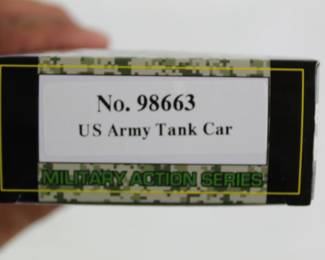 No. 98663
US Army Tank Car
MILITARY ACTION SERIES